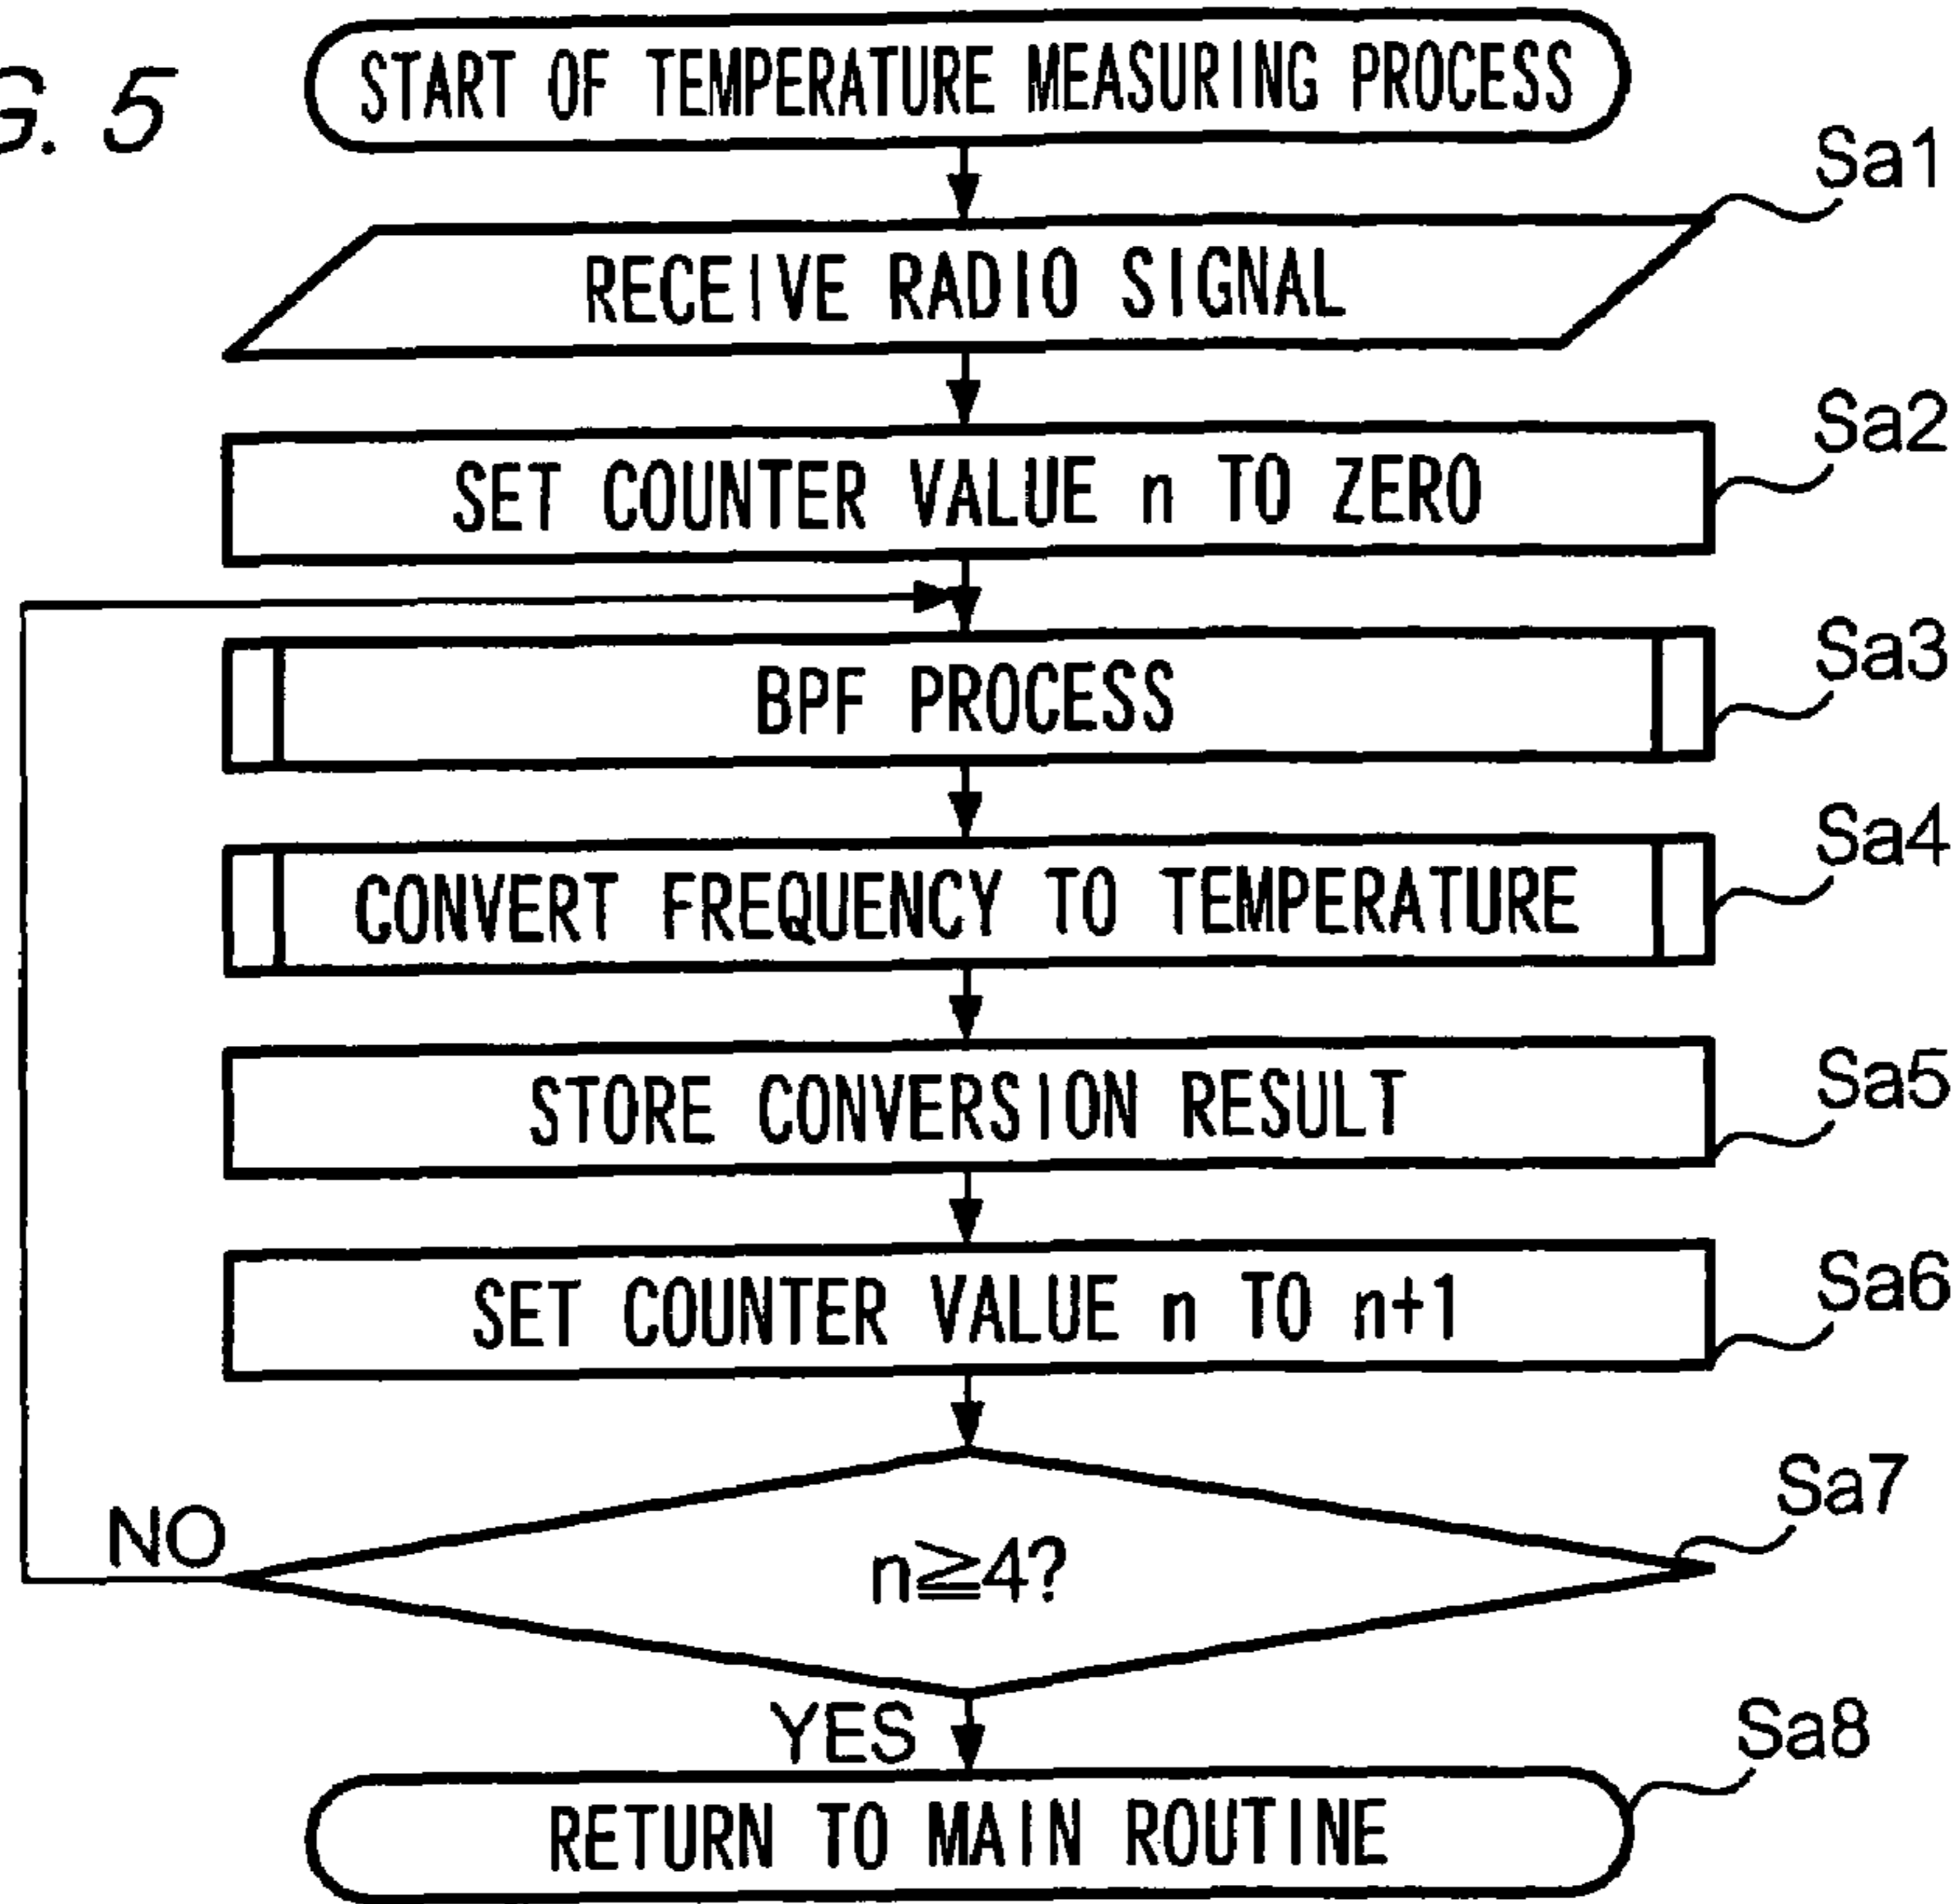 G. 5
START OF TEMPERATURE MEASURING PROCESS
Sa1
RECEIVE RADIO SIGNAL
Sa2
SET COUNTER VALUE n TO ZERO
Sa3
BPF PROCESS
Sa4
CONVERT FREQUENCY TO TEMPERATURE
Sa5
STORE CONVERSION RESULT
Sa6
SET COUNTER VALUE n TO n+1
Sa7
NO
n≧4?
YES
Sa8
RETURN TO MAIN ROUTINE